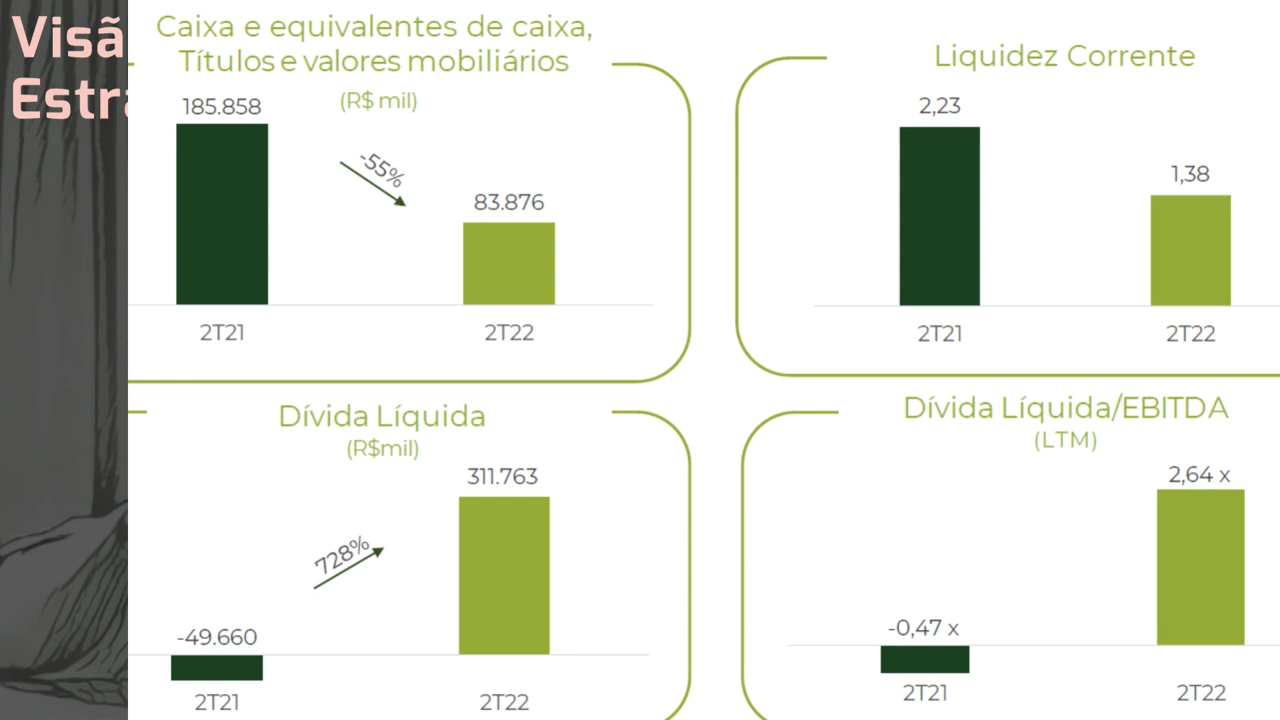 Visã
Estra
Caixa e equivalentes de caixa,
Títulos e valores mobiliários
(R$ mil)
185.858
-55%
83.876
2T21
2T22
Liquidez Corrente
2,23
1,38
2T21
2T22
Dívida Líquida
(R$mil)
311.763
728%
-49.660
2T21
2T22
Dívida Líquida/EBITDA
(LTM)
2,64 x
-0,47 x
2T21
2T22